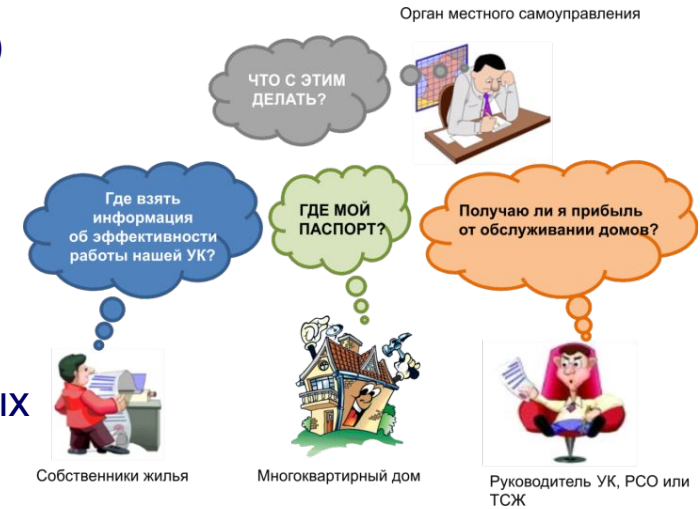 Орган местного самоуправления
)
ЧТО С ЭТИМ
ДЕЛАТЬ?
Где взять
информация
об эффективности
работы нашей УК?
ГДЕ МОЙ
ПАСПОРТ?
Получаю ли я прибыль
от обслуживании домов?
ых
Собственники жилья
Многоквартирный дом
Руководитель УК, РСО или
ТСЖ